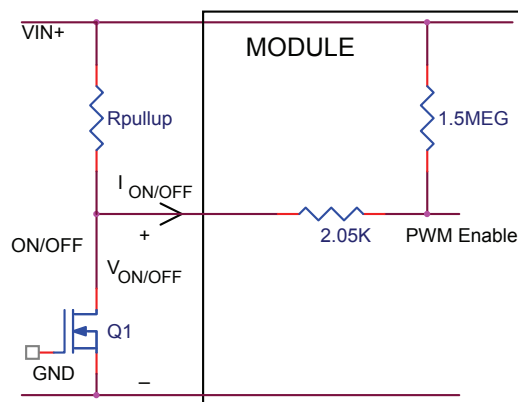 VIN+
MODULE
Rpullup
1.5MEG
I ON/OFF
+
2.05K
PWM Enable
ON/OFF
V ON/OFF
Q1
GND
–